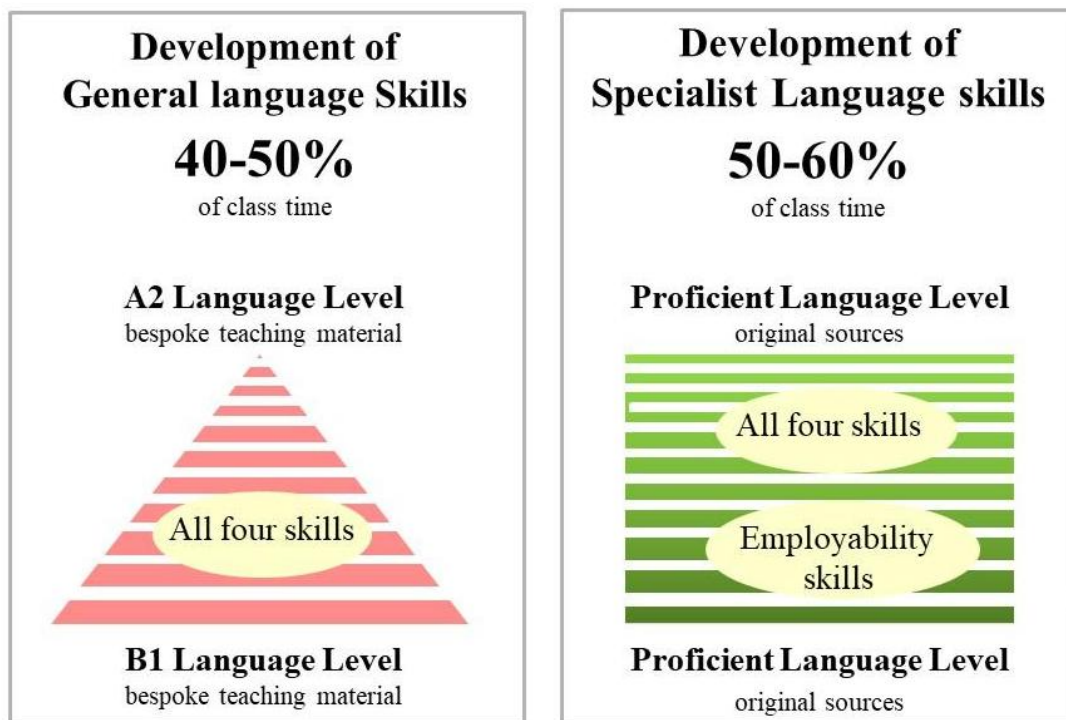 Development of
General language Skills
40-50%
of class time
A2 Language Level
bespoke teaching material
All four skills
B1 Language Level
bespoke teaching material
Development of
Specialist Language skills
50-60%
of class time
Proficient Language Level
original sources
All four skills
Employability
skills
Proficient Language Level
original sources